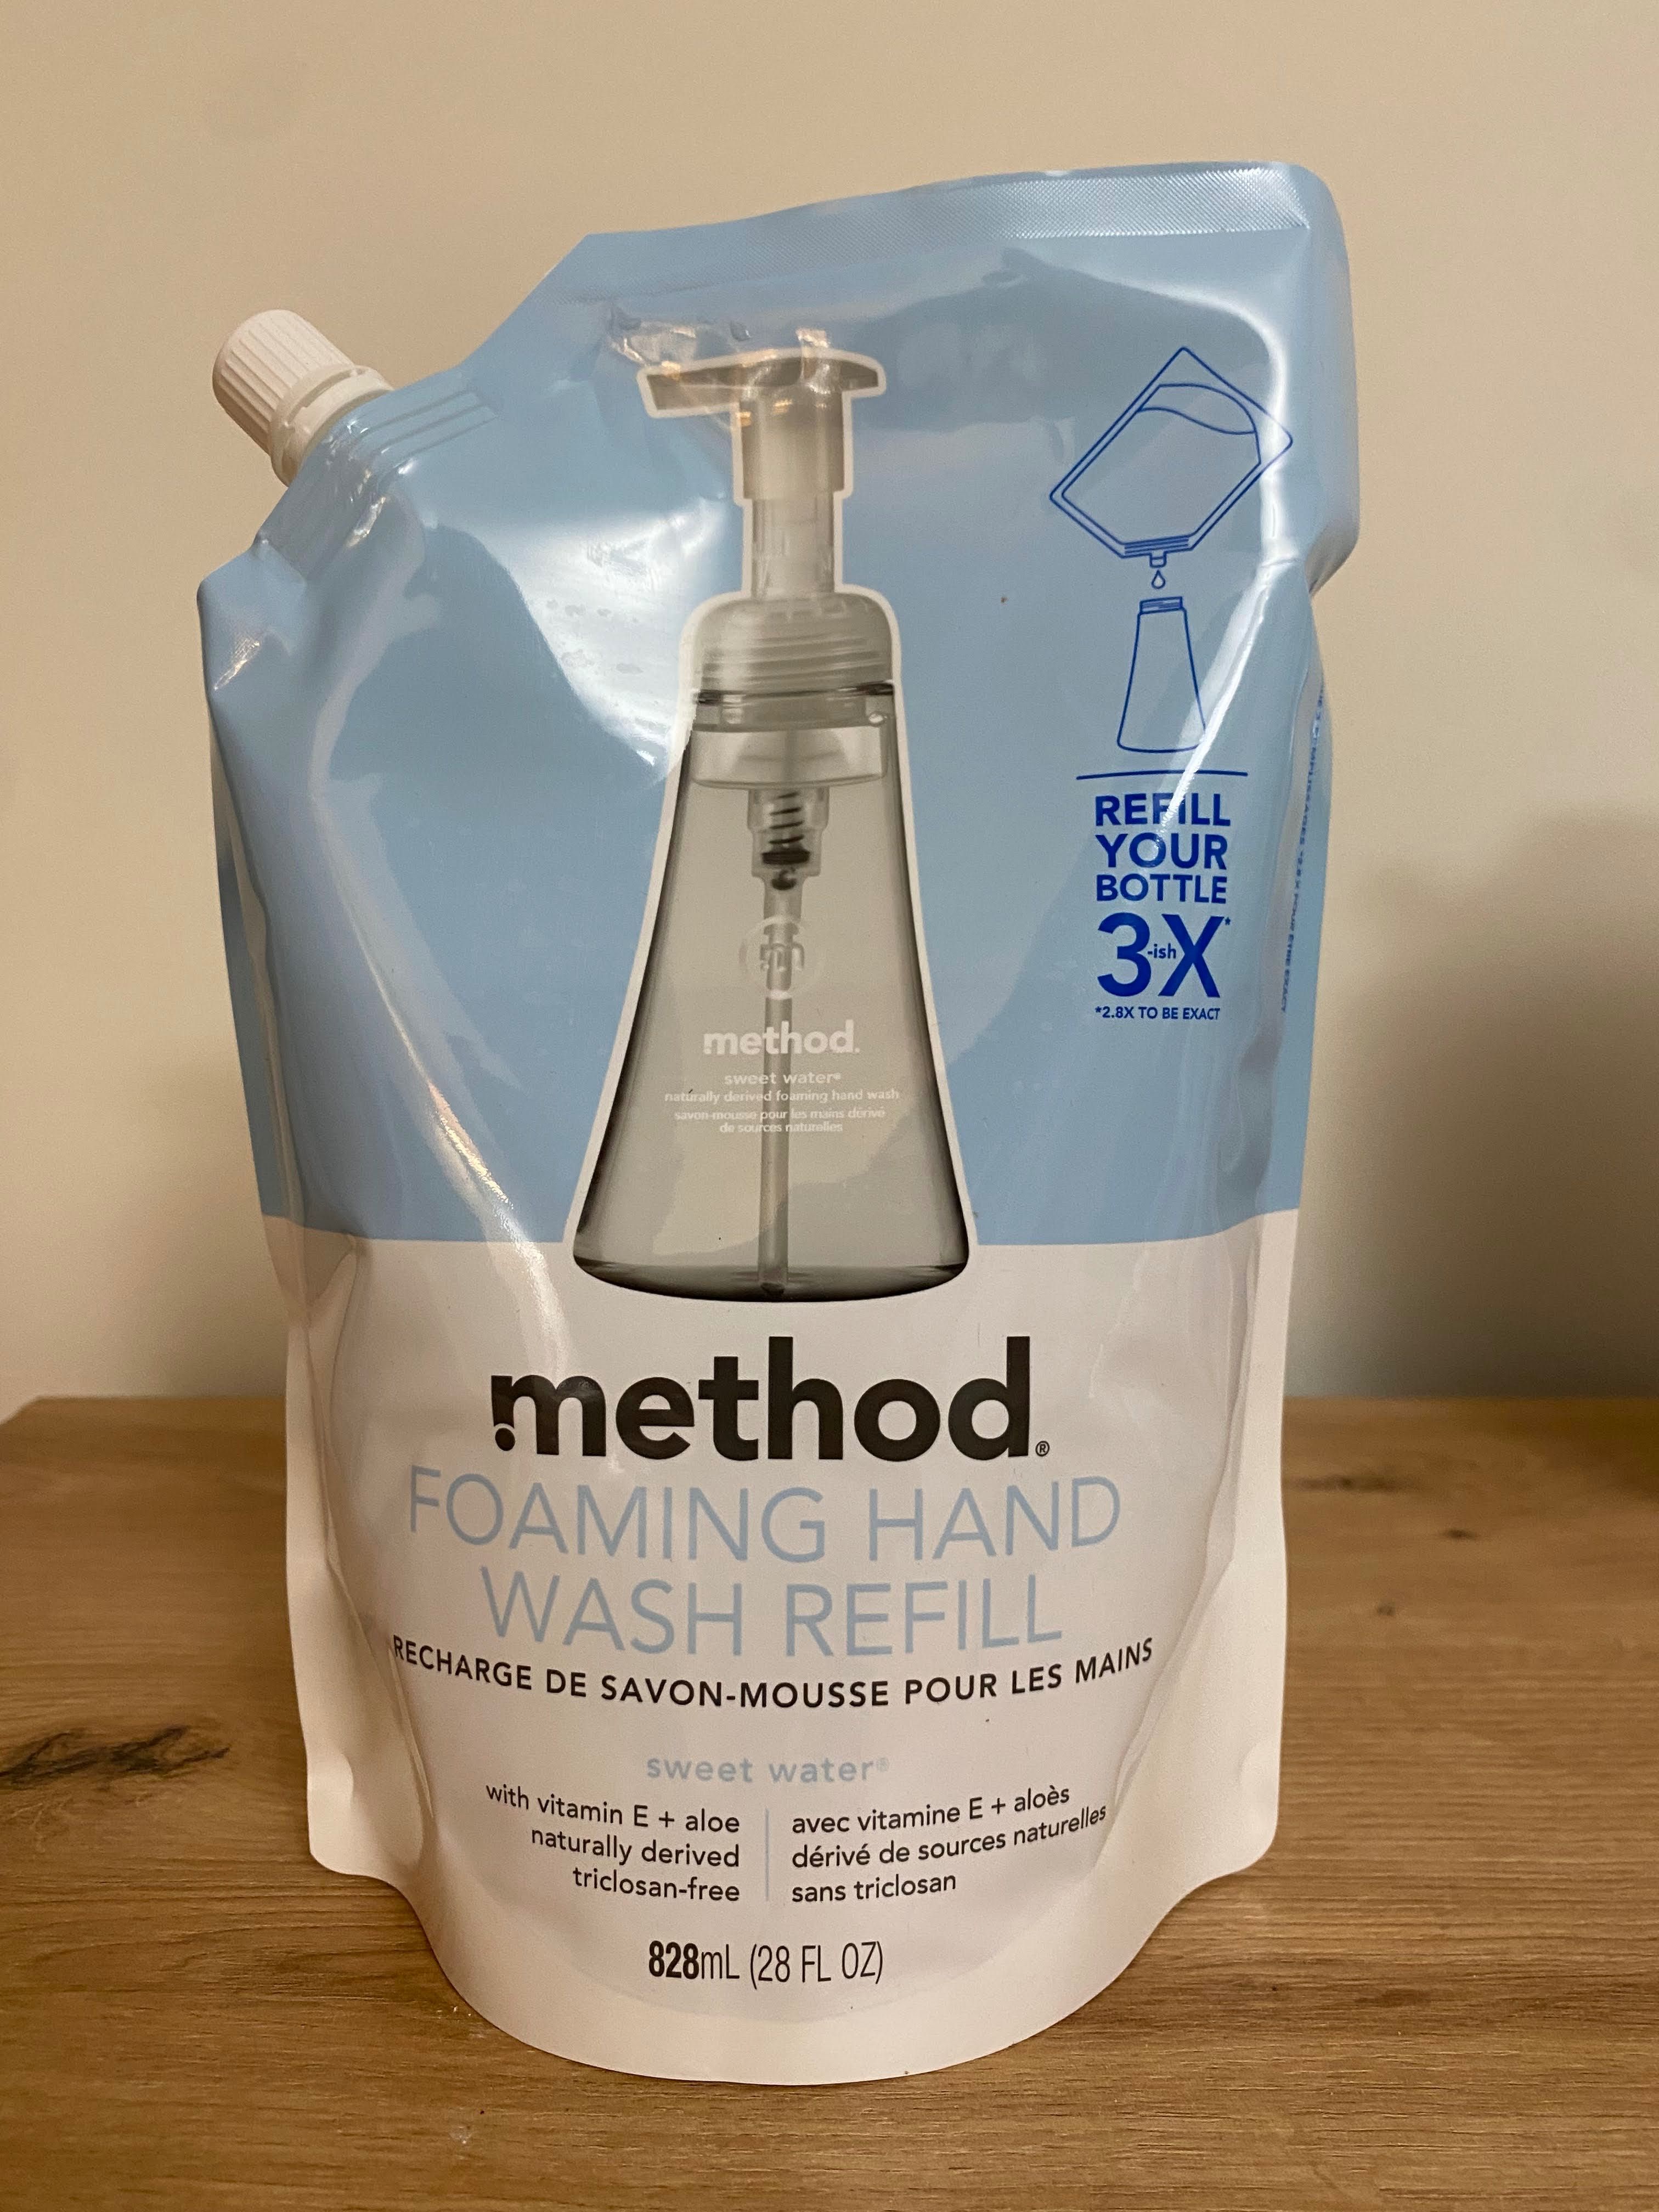 REFILL
YOUR
BOTTLE
3-ishX*
*2.8X TO BE EXACT
m
method.
sweet water®
naturally derived foaming hand wash
savon-mousse pour les mains dérivé
de sources naturelles
method®
FOAMING HAND
WASH REFILL
RECHARGE DE SAVON-MOUSSE POUR LES MAINS
sweet water®
with vitamin E + aloe
naturally derived
triclosan-free
avec vitamine E + aloès
dérivé de sources naturelles
sans triclosan
828mL (28 FL OZ)